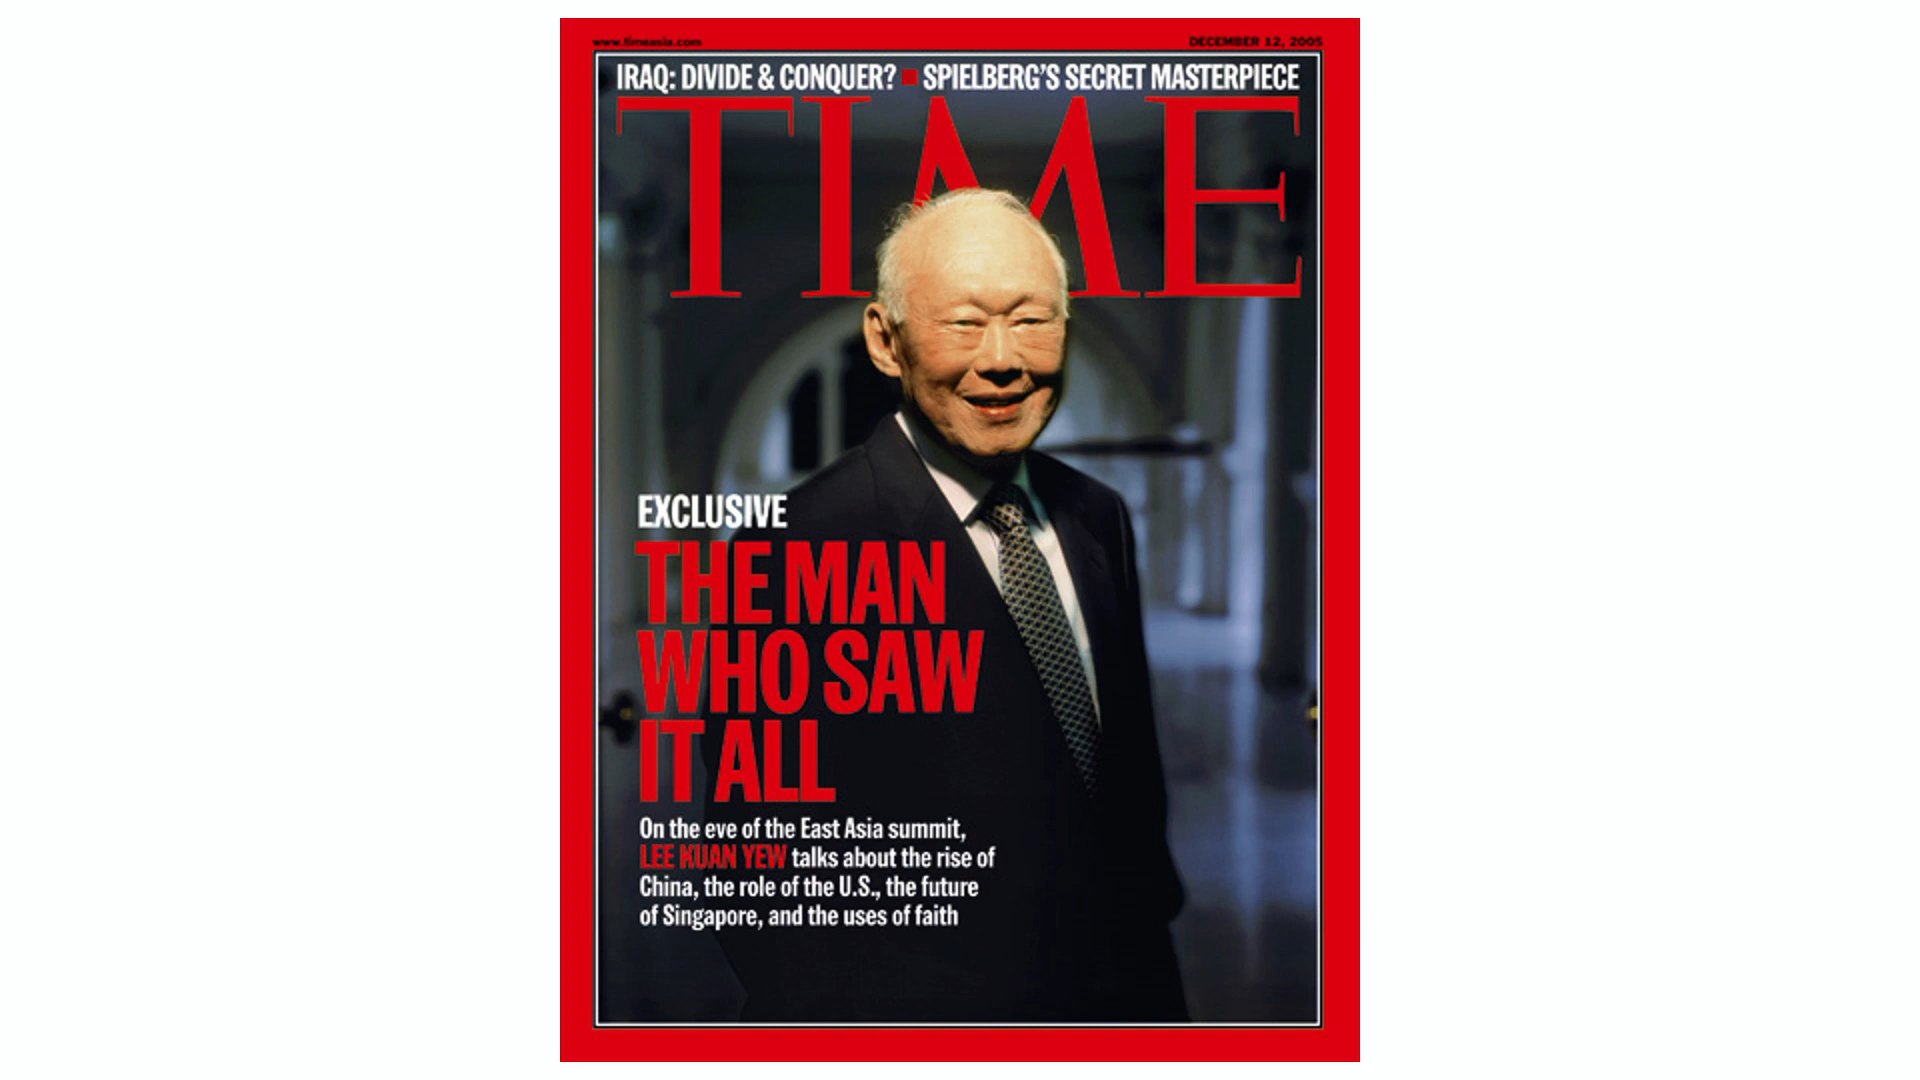 www.timeasia.com DECEMBER 12, 2005
IRAQ: DIVIDE & CONQUER? ■ SPIELBERG'S SECRET MASTERPIECE
TIME
EXCLUSIVE
THE MAN
WHO SAW
IT ALL
On the eve of the East Asia summit,
LEE KUAN YEW talks about the rise of
China, the role of the U.S., the future
of Singapore, and the uses of faith